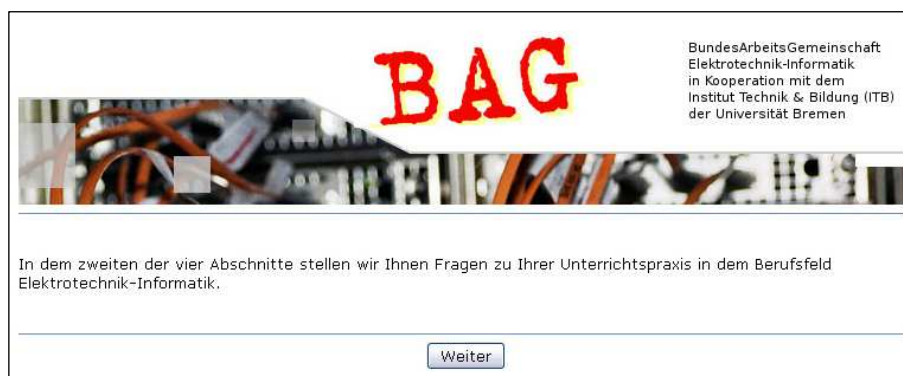 BAG
BundesArbeitsGemeinschaft
Elektrotechnik-Informatik
in Kooperation mit dem
Institut Technik & Bildung (ITB)
der Universität Bremen
In dem zweiten der vier Abschnitte stellen wir Ihnen Fragen zu Ihrer Unterrichtspraxis in dem Berufsfeld
Elektrotechnik-Informatik.
Weiter